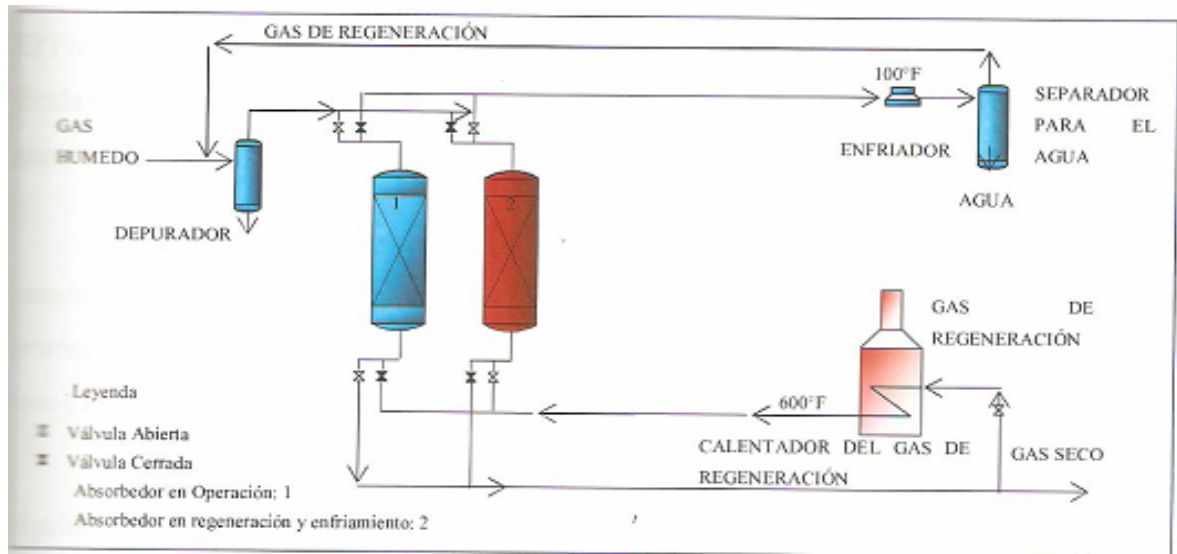 GAS DE REGENERACIÓN
100°F
SEPARADOR
PARA EL
AGUA
GAS
HUMEDO
ENFRIADOR
AGUA
DEPURADOR
1
2
GAS DE
REGENERACIÓN
600°F
CALENTADOR DEL GAS DE
REGENERACIÓN
GAS SECO
Leyenda
Válvula Abierta
Válvula Cerrada
Absorbedor en Operación: 1
Absorbedor en regeneración y enfriamiento: 2